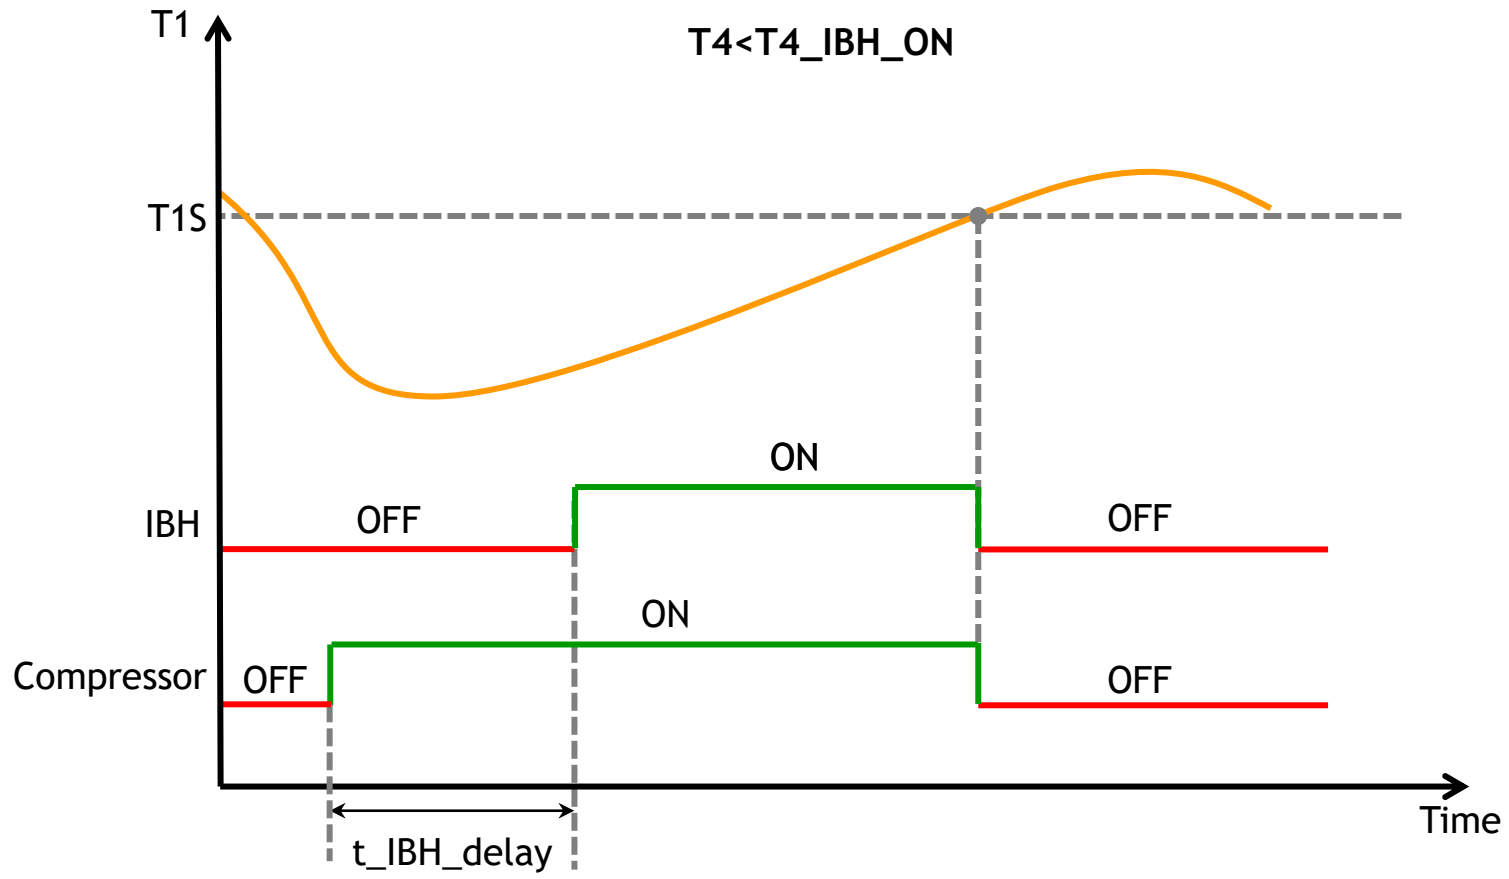 T1
T4<T4_IBH_ON
T1S
ON
IBH
OFF
OFF
ON
Compressor
OFF
OFF
Time
t_IBH_delay